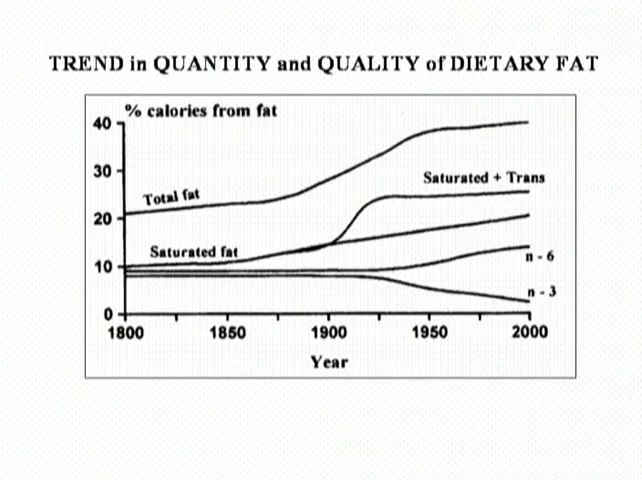 TREND in QUANTITY and QUALITY of DIETARY FAT
% calories from fat
40
30
Saturated + Trans
Total fat
20
Saturated fat
n - 6
10
n - 3
0
1800 1850 1900 1950 2000
Year